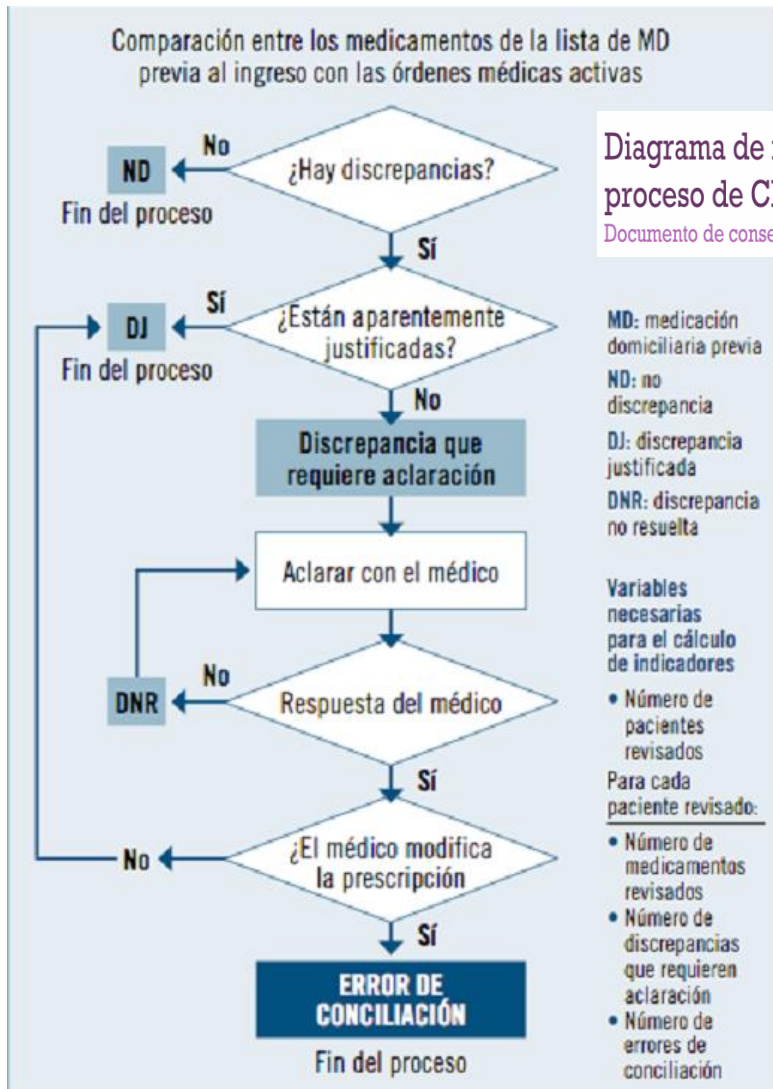 Comparación entre los medicamentos de la lista de MD
previa al ingreso con las órdenes médicas activas
¿Hay discrepancias?
No
ND
Fin del proceso
Sí
¿Están aparentemente
justificadas?
Sí
DJ
Fin del proceso
No
Discrepancia que
requiere aclaración
Aclarar con el médico
Respuesta del médico
No
DNR
Sí
¿El médico modifica
la prescripción
No
Sí
ERROR DE
CONCILIACIÓN
Fin del proceso
Diagrama de
proceso de
Documento de
MD: medicación
domiciliaria previa
ND: no
discrepancia
DJ: discrepancia
justificada
DNR: discrepancia
no resuelta
Variables
necesarias
para el cálculo
de indicadores
• Número de
pacientes
revisados
Para cada
paciente revisado:
• Número de
medicamentos
revisados
• Número de
discrepancias
que requieren
aclaración
• Número de
errores de
conciliación